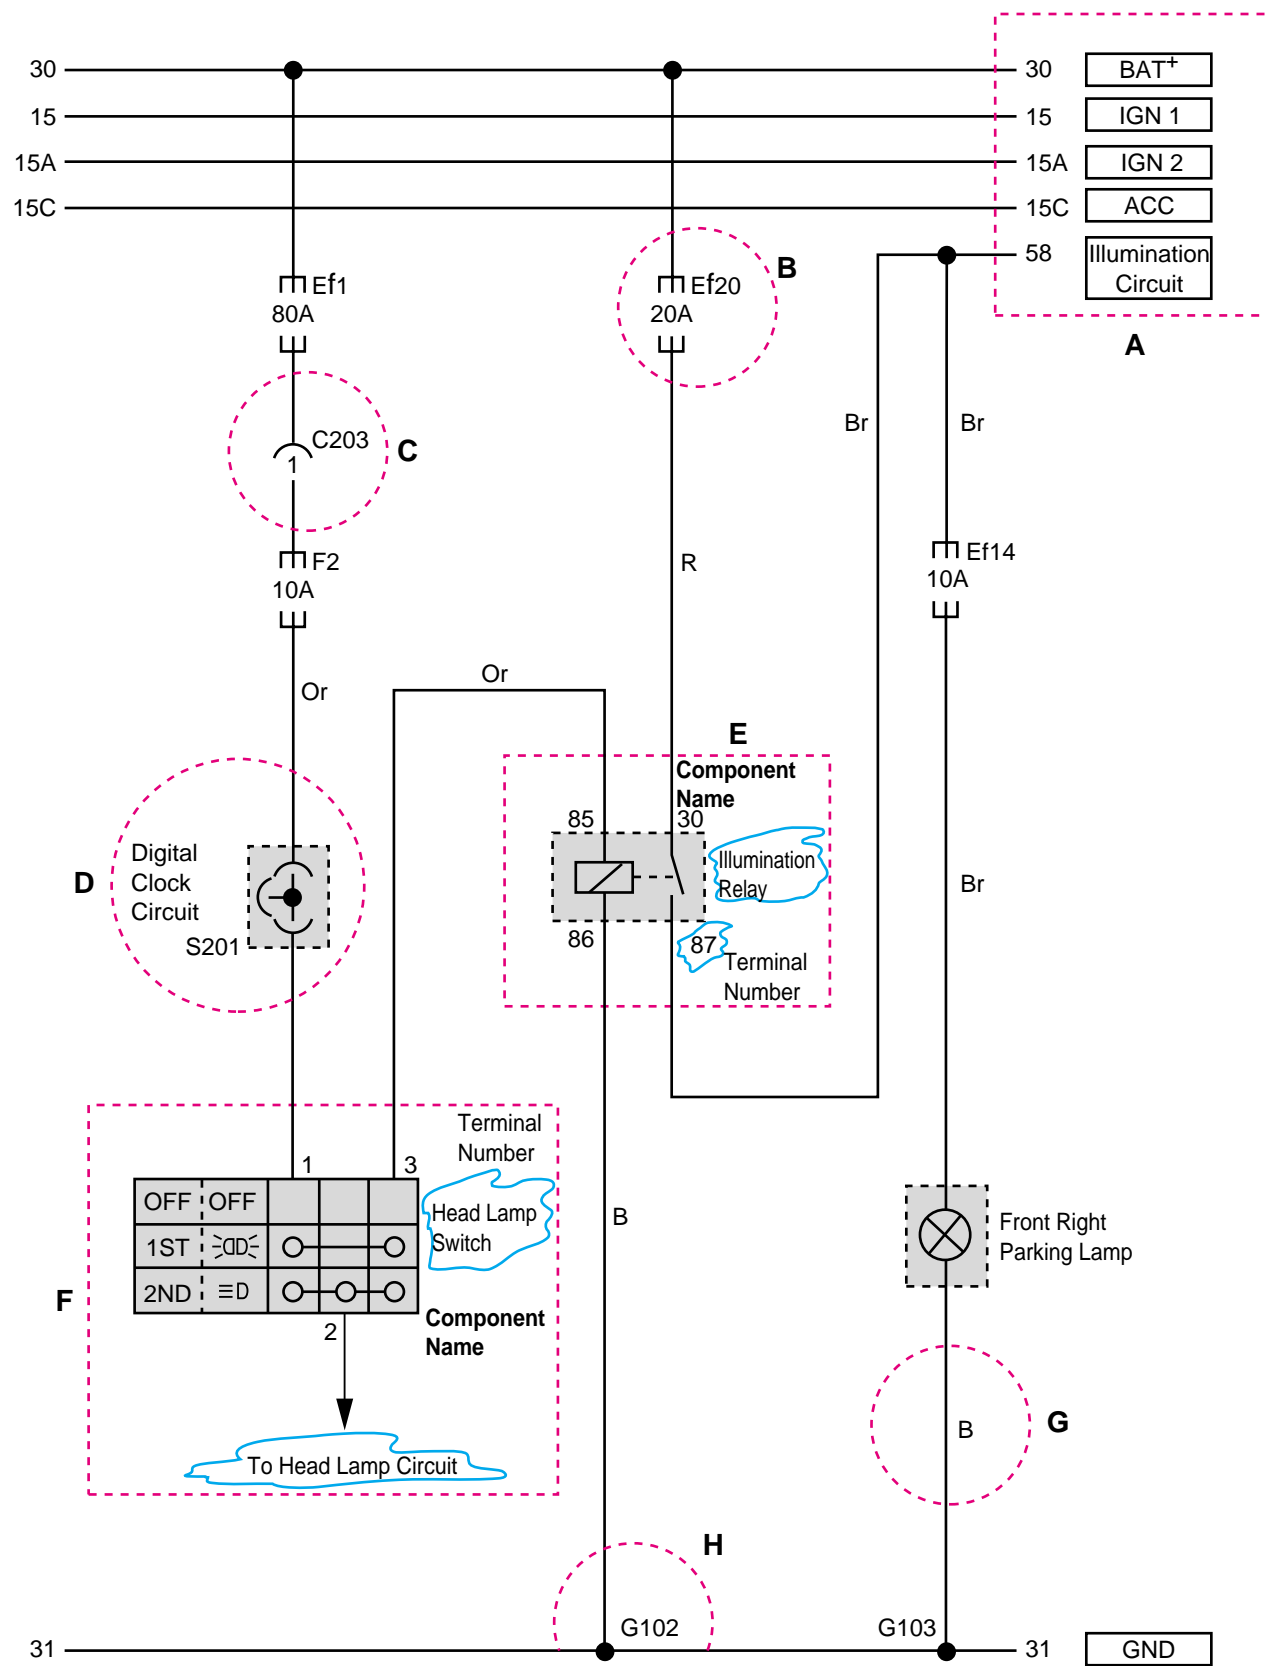 30
30
BAT+
15
15
IGN 1
15A
15A
IGN 2
15C
15C
ACC
58
Illumination
Circuit
A
B
Ef1
80A
Ef20
20A
C203
1
C
Br
Br
F2
10A
R
Ef14
10A
Or
Or
E
Component
Name
85
30
Digital
Clock
Circuit
D
S201
Illumination
Relay
Br
86
87
Terminal
Number
Terminal
Number
1
3
OFF
OFF
Head Lamp
Switch
1ST
2ND
D
B
Front Right
Parking Lamp
F
2
Component
Name
To Head Lamp Circuit
B
G
H
G102
G103
31
31
GND